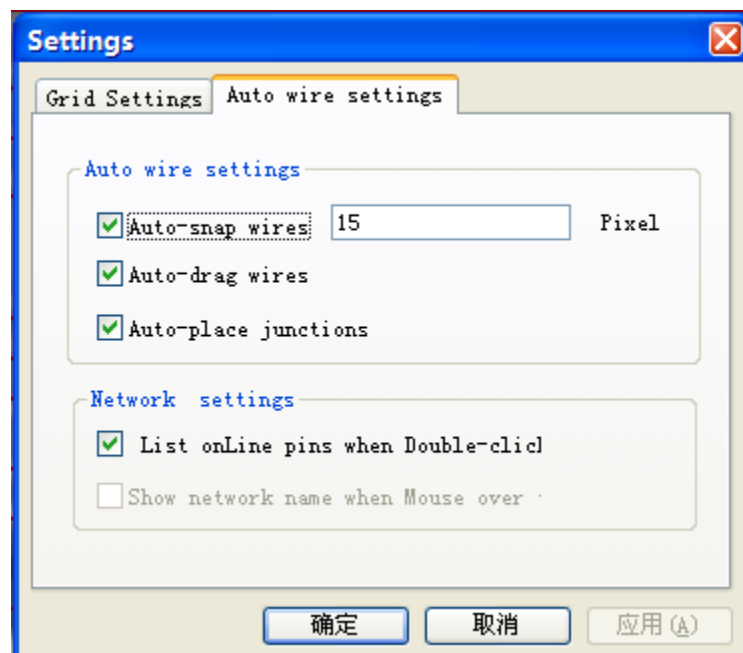 Settings
Grid Settings Auto wire settings
Auto wire settings
Auto-snap wires 15 Pixel
Auto-drag wires
Auto-place junctions
Network settings
List onLine pins when
Show network name when Mouse over
确定 取消 应用(A)